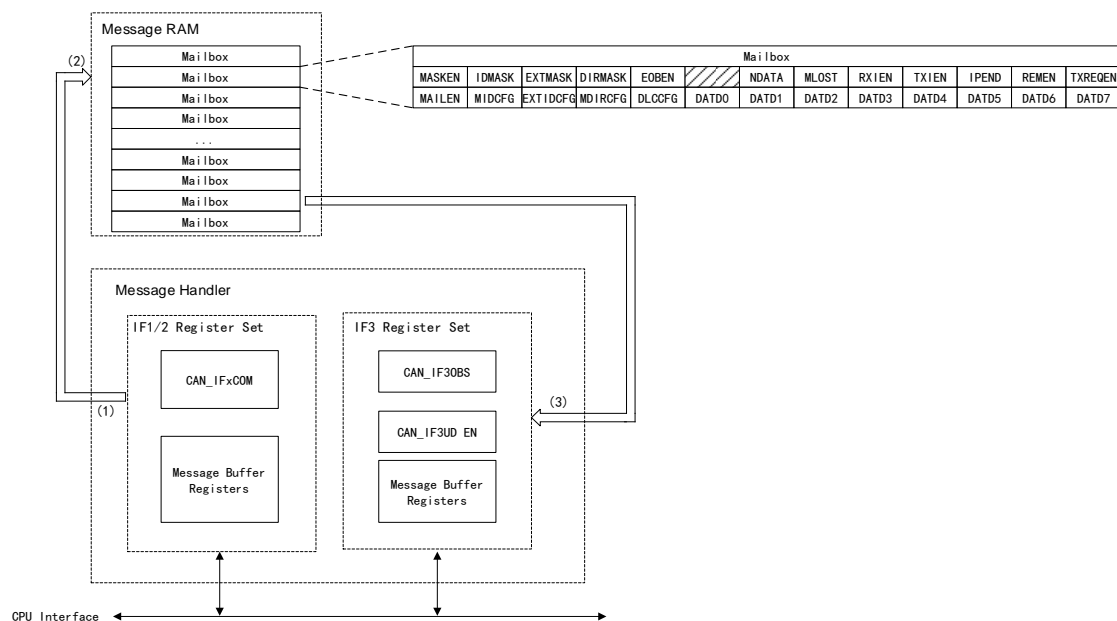 Message RAM
(2)
Mailbox
Mailbox
Mailbox
Mailbox
...
Mailbox
Mailbox
Mailbox
Mailbox
Mailbox
MASKEN IDMASK EXTMASK DIRMASK EOBEN NDATA MLOST RXIEN TXIEN IPEND REMEN TXREQEN
MAILEN MIDCFG EXTIDCFG MDIRCFG DLCCFG DATD0 DATD1 DATD2 DATD3 DATD4 DATD5 DATD6 DATD7
Message Handler
IF1/2 Register Set
CAN_IFxCOM
(1)
Message Buffer
Registers
IF3 Register Set
CAN_IF3OBS
(3)
CAN_IF3UD EN
Message Buffer
Registers
CPU Interface